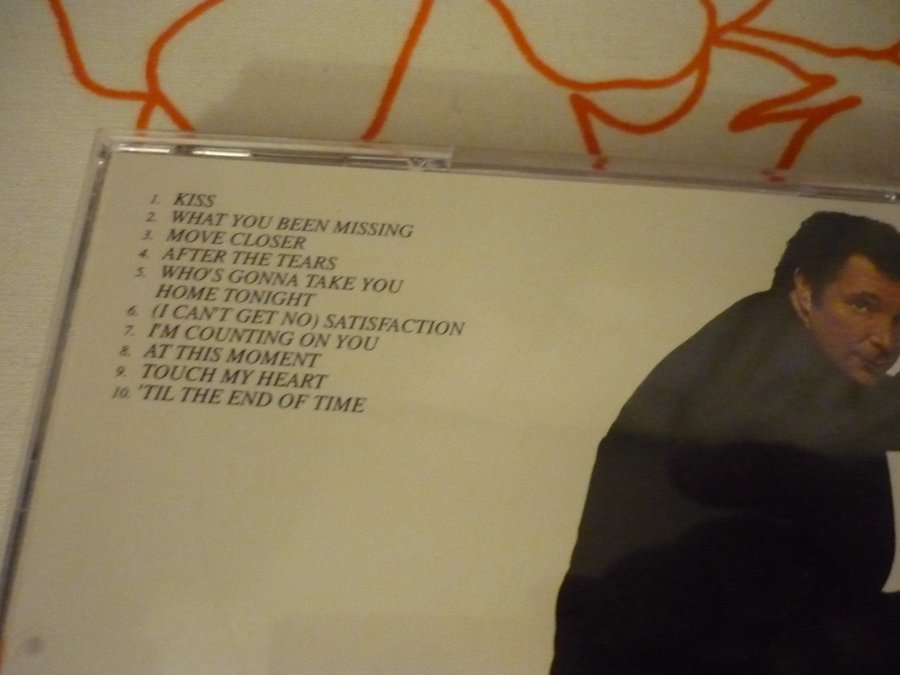 1. KISS
2. WHAT YOU BEEN MISSING
3. MOVE CLOSER
4. AFTER THE TEARS
5. WHO'S GONNA TAKE YOU
HOME TONIGHT
6. (I CAN'T GET NO) SATISFACTION
7. I'M COUNTING ON YOU
8. AT THIS MOMENT
9. TOUCH MY HEART
10. 'TIL THE END OF TIME